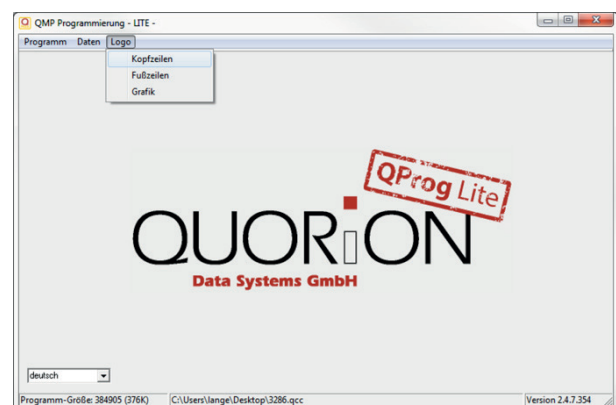 QMP Programmierung - LITE -
Programm Daten Logo
Kopfzeilen
Fußzeilen
Grafik
QProg Lite
QUORiON
Data Systems GmbH
deutsch
Programm-Größe: 384905 (376K) C:\Users\lange\Desktop\3286.qcc Version 2.4.7.354